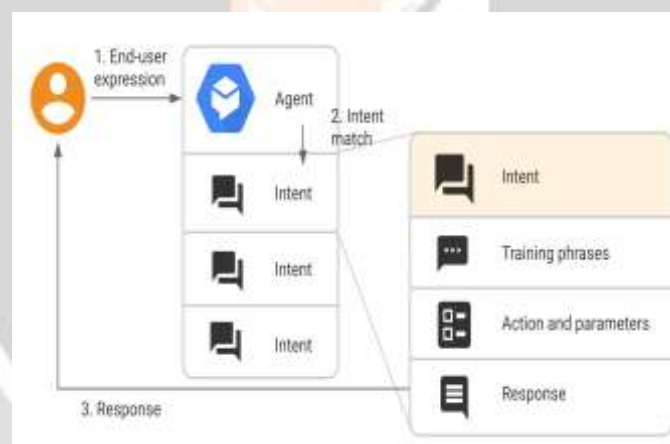 1. End-user
expression
Agent
2. Intent
match
Intent
Intent
Intent
Intent
Training phrases
Action and parameters
Response
3. Response